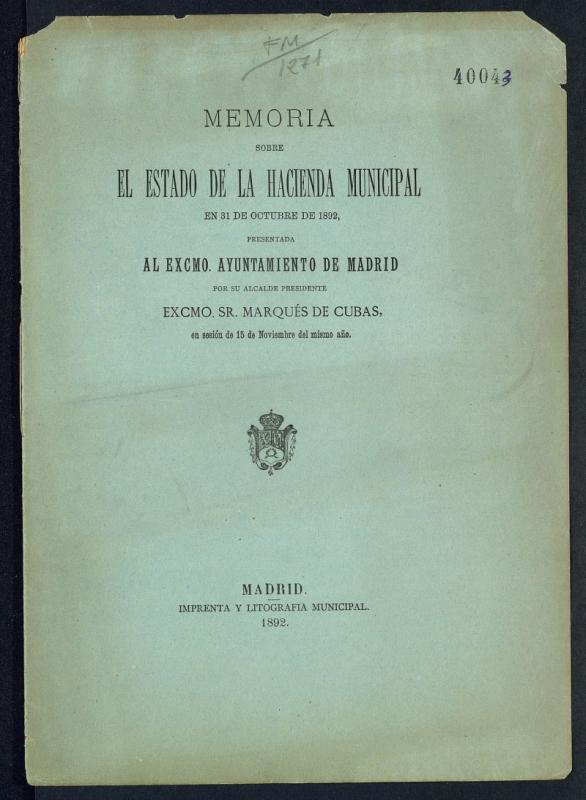 FM
1271
40043
MEMORIA
SOBRE
EL ESTADO DE LA HACIENDA MUNICIPAL
EN 31 DE OCTUBRE DE 1892,
PRESENTADA
AL EXCMO. AYUNTAMIENTO DE MADRID
POR SU ALCALDE PRESIDENTE
EXCMO. SR. MARQUÉS DE CUBAS,
en sesión de 15 de Noviembre del mismo año.
MADRID.
IMPRENTA Y LITOGRAFIA MUNICIPAL.
1892.